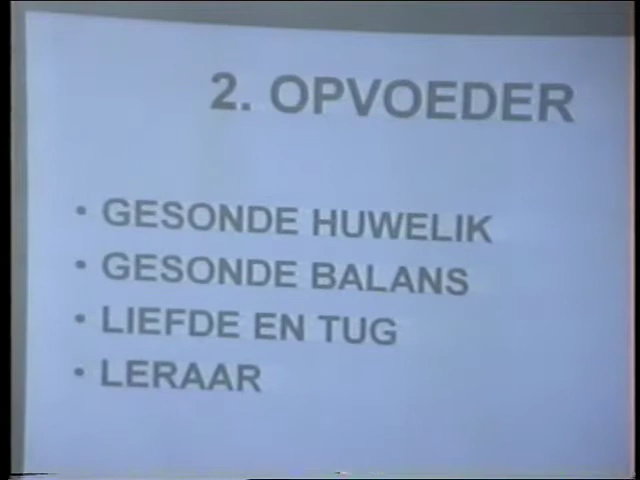 2. OPVOEDER
• GESONDE HUWELIK
• GESONDE BALANS
• LIEFDE EN TUG
• LERAAR